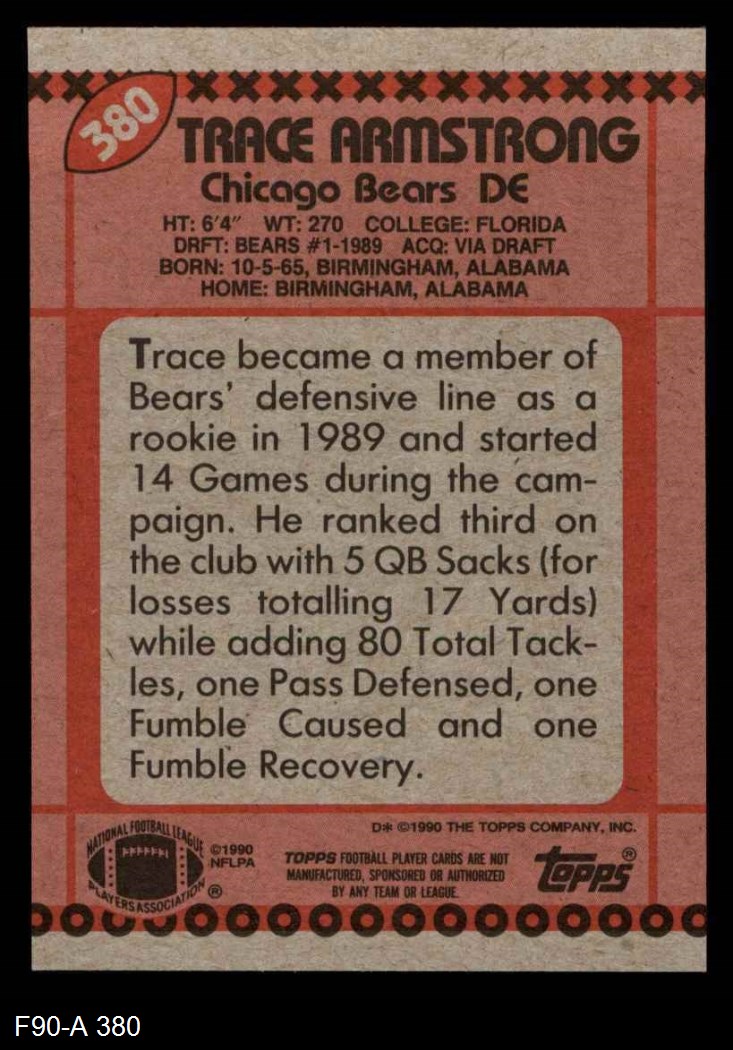 380
TRACE ARMSTRONG
Chicago Bears DE
HT: 6'4" WT: 270 COLLEGE: FLORIDA
DRFT: BEARS #1-1989 ACQ: VIA DRAFT
BORN: 10-5-65, BIRMINGHAM, ALABAMA
HOME: BIRMINGHAM, ALABAMA
Trace became a member of
Bears' defensive line as a
rookie in 1989 and started
14 Games during the cam-
paign. He ranked third on
the club with 5 QB Sacks (for
losses totalling 17 Yards)
while adding 80 Total Tack-
les, one Pass Defensed, one
Fumble Caused and one
Fumble Recovery.
D* ©1990 THE TOPPS COMPANY, INC.
NATIONAL FOOTBALL LEAGUE
PLAYERS ASSOCIATION ®
©1990
NFLPA
TOPPS FOOTBALL PLAYER CARDS ARE NOT
MANUFACTURED, SPONSORED OR AUTHORIZED
BY ANY TEAM OR LEAGUE.
topps®
F90-A 380